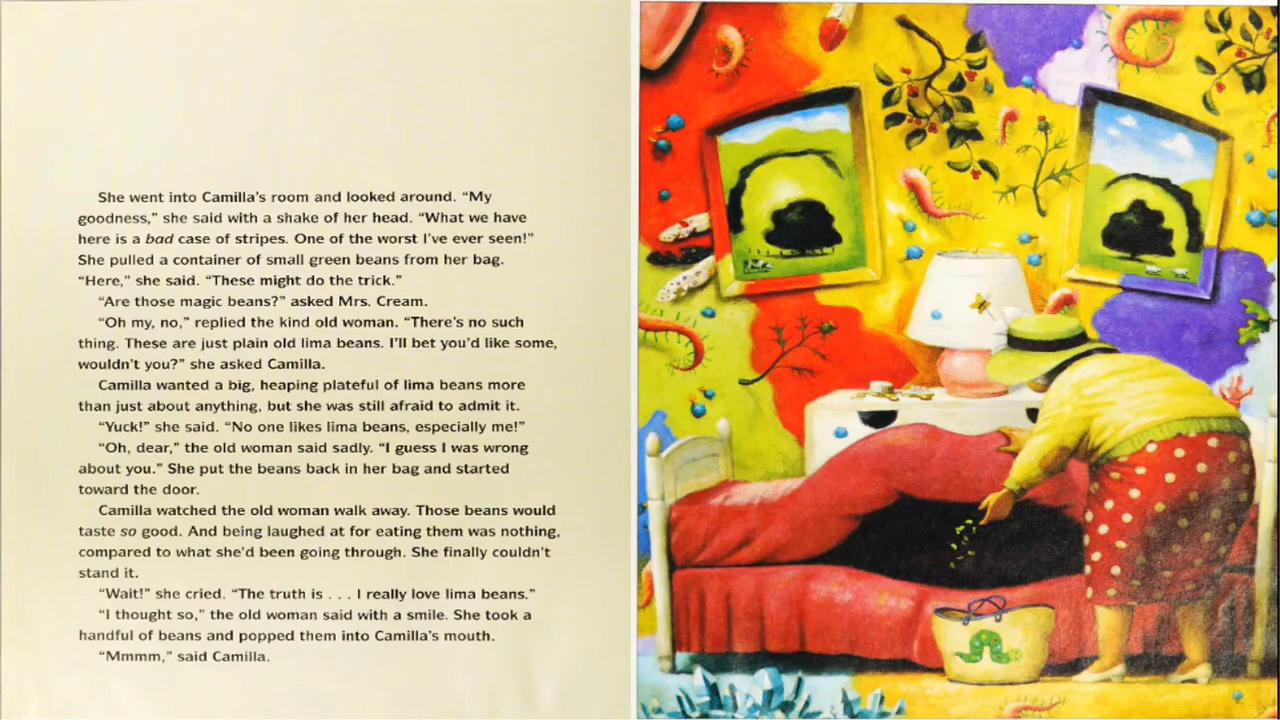 She went into Camilla's room and looked around. "My
goodness," she said with a shake of her head. "What we have
here is a bad case of stripes. One of the worst I've ever seen!"
She pulled a container of small green beans from her bag.
"Here," she said. "These might do the trick."
"Are those magic beans?" asked Mrs. Cream.
"Oh my, no," replied the kind old woman. "There's no such
thing. These are just plain old lima beans. I'll bet you'd like some,
wouldn't you?" she asked Camilla.
Camilla wanted a big, heaping plateful of lima beans more
than just about anything, but she was still afraid to admit it.
"Yuck!" she said. "No one likes lima beans, especially me!"
"Oh, dear," the old woman said sadly. "I guess I was wrong
about you." She put the beans back in her bag and started
toward the door.
Camilla watched the old woman walk away. Those beans would
taste so good. And being laughed at for eating them was nothing,
compared to what she'd been going through. She finally couldn't
stand it.
"Wait!" she cried. "The truth is . . . I really love lima beans."
"I thought so," the old woman said with a smile. She took a
handful of beans and popped them into Camilla's mouth.
"Mmmm," said Camilla.